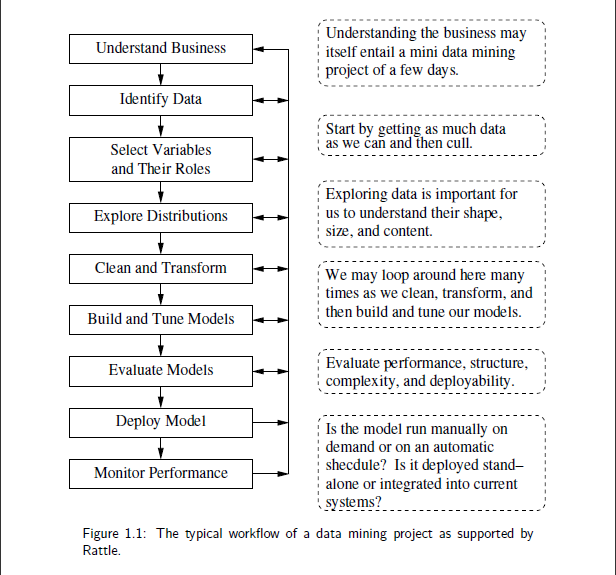 Understand Business
Identify Data
Select Variables
and Their Roles
Explore Distributions
Clean and Transform
Build and Tune Models
Evaluate Models
Deploy Model
Monitor Performance
Understanding the business may
itself entail a mini data mining
project of a few days.
Start by getting as much data
as we can and then cull.
Exploring data is important for
us to understand their shape,
size, and content.
We may loop around here many
times as we clean, transform, and
then build and tune our models.
Evaluate performance, structure,
complexity, and deployability.
Is the model run manually on
demand or on an automatic
shecdule? Is it deployed stand–
alone or integrated into current
systems?
Figure 1.1: The typical workflow of a data mining project as supported by
Rattle.